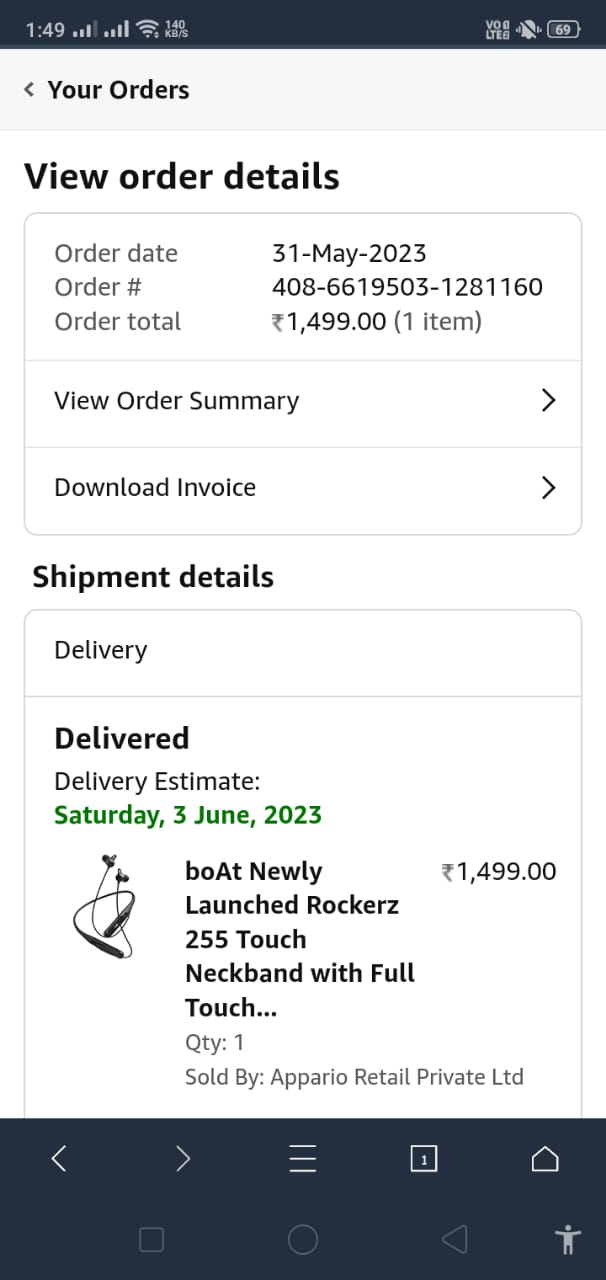 1:49 140 KB/S VO LTE 69
Your Orders
View order details
Order date 31-May-2023
Order # 408-6619503-1281160
Order total ₹1,499.00 (1 item)
View Order Summary
Download Invoice
Shipment details
Delivery
Delivered
Delivery Estimate:
Saturday, 3 June, 2023
boAt Newly ₹1,499.00
Launched Rockerz
255 Touch
Neckband with Full
Touch...
Qty: 1
Sold By: Appario Retail Private Ltd
1